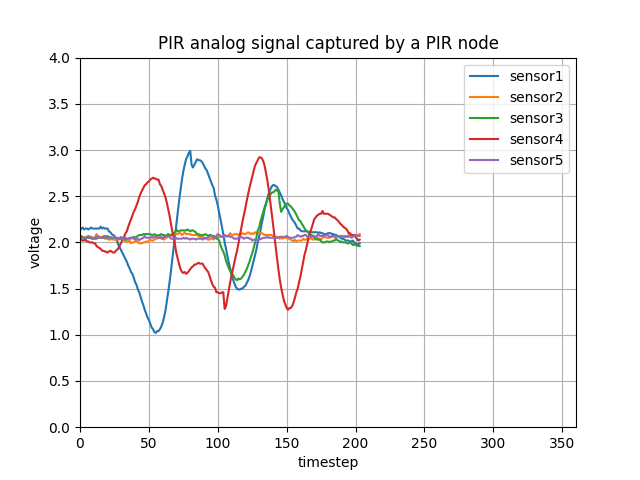 PIR analog signal captured by a PIR node
4.0
3.5
3.0
2.5
2.0
1.5
1.0
0.5
0.0
voltage
sensor1
sensor2
sensor3
sensor4
sensor5
0 50 100 150 200 250 300 350
timestep